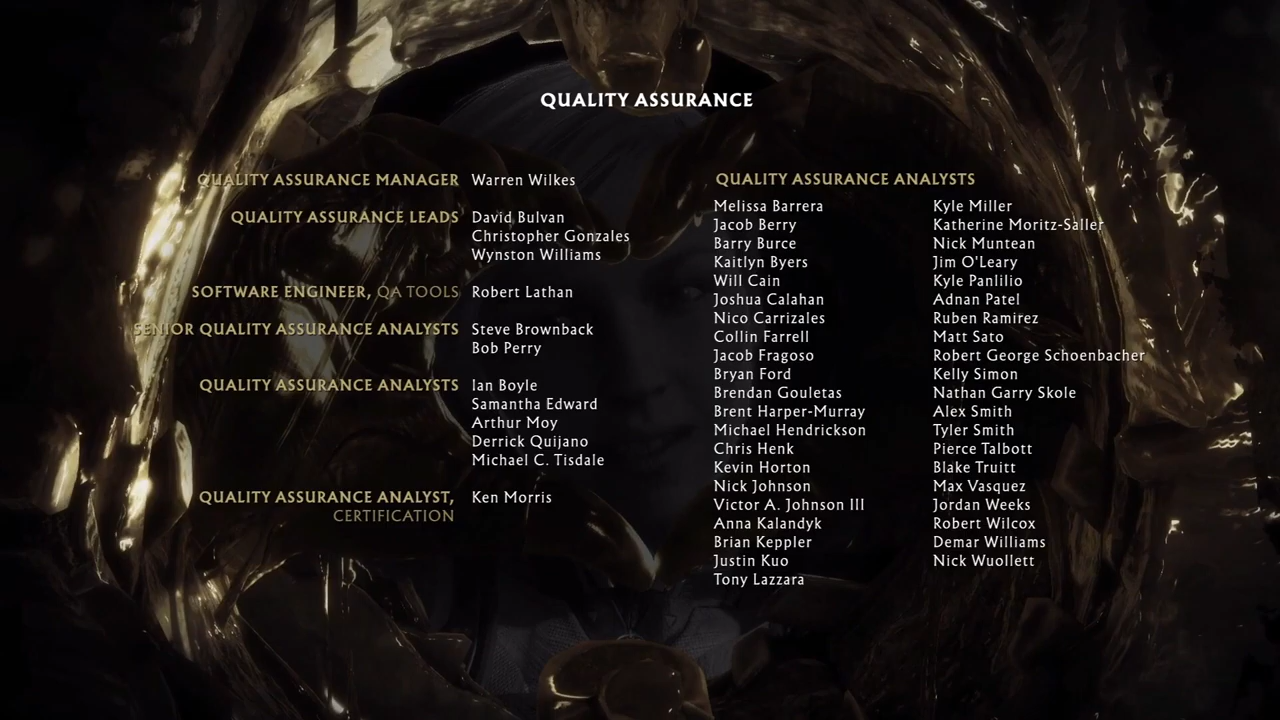 QUALITY ASSURANCE
QUALITY ASSURANCE MANAGER Warren Wilkes
QUALITY ASSURANCE LEADS David Bulvan
Christopher Gonzales
Wynston Williams
SOFTWARE ENGINEER, QA TOOLS Robert Lathan
SENIOR QUALITY ASSURANCE ANALYSTS Steve Brownback
Bob Perry
QUALITY ASSURANCE ANALYSTS Ian Boyle
Samantha Edward
Arthur Moy
Derrick Quijano
Michael C. Tisdale
QUALITY ASSURANCE ANALYST, Ken Morris
CERTIFICATION
QUALITY ASSURANCE ANALYSTS
Melissa Barrera
Jacob Berry
Barry Burce
Kaitlyn Byers
Will Cain
Joshua Calahan
Nico Carrizales
Collin Farrell
Jacob Fragoso
Bryan Ford
Brendan Gouletas
Brent Harper-Murray
Michael Hendrickson
Chris Henk
Kevin Horton
Nick Johnson
Victor A. Johnson III
Anna Kalandyk
Brian Keppler
Justin Kuo
Tony Lazzara
Kyle Miller
Katherine Moritz-Saller
Nick Muntean
Jim O'Leary
Kyle Panlilio
Adnan Patel
Ruben Ramirez
Matt Sato
Robert George Schoenbacher
Kelly Simon
Nathan Garry Skole
Alex Smith
Tyler Smith
Pierce Talbott
Blake Truitt
Max Vasquez
Jordan Weeks
Robert Wilcox
Demar Williams
Nick Wuollett